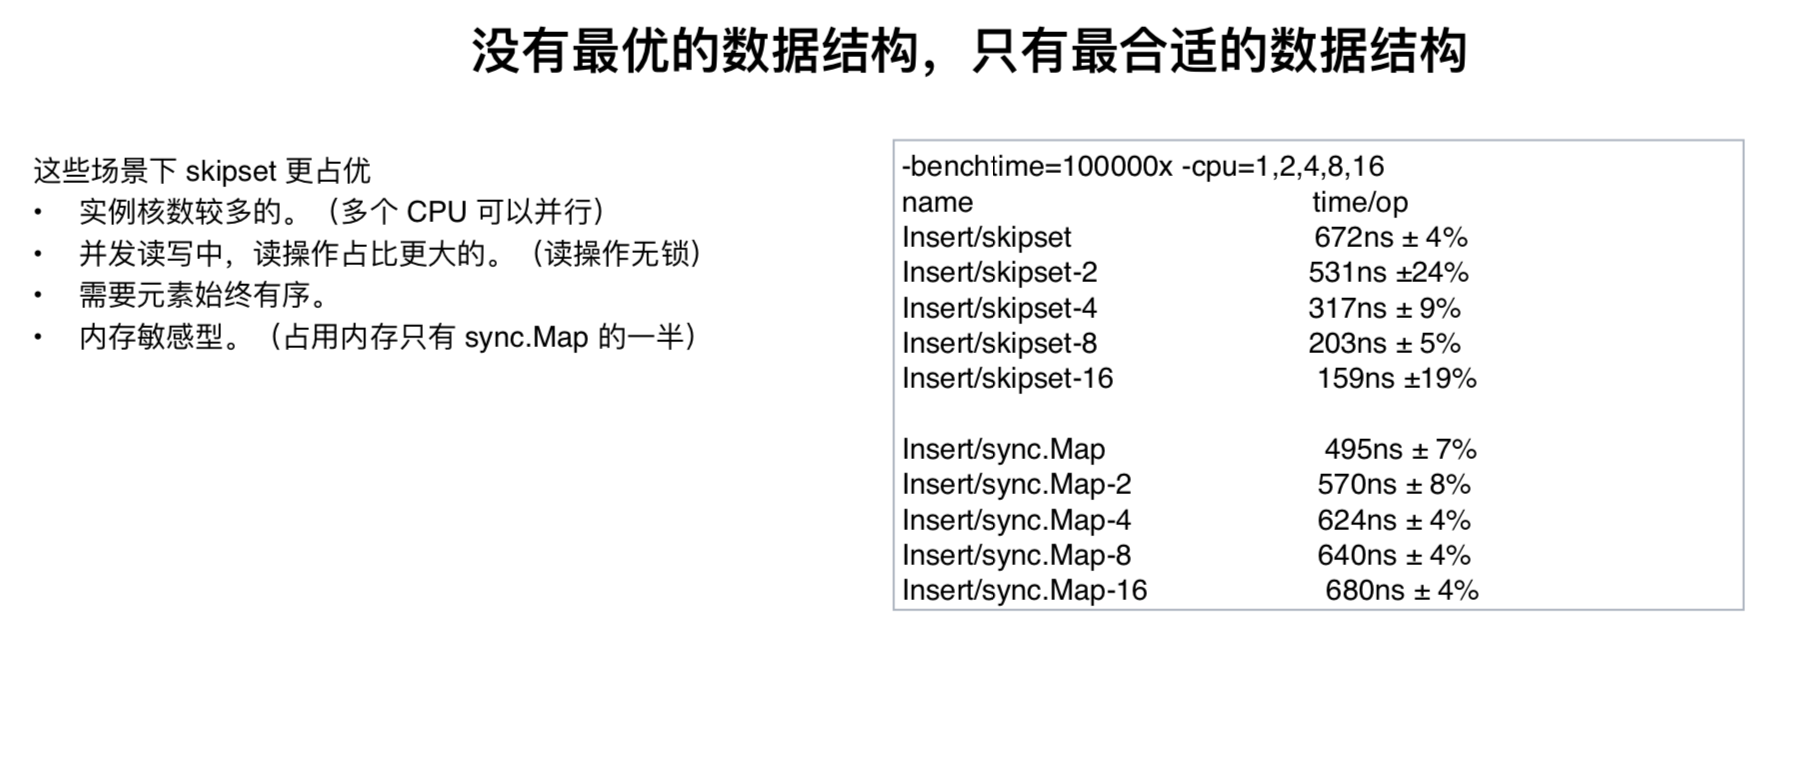 没有最优的数据结构，只有最合适的数据结构
这些场景下 skipset 更占优
• 实例核数较多的。（多个 CPU 可以并行）
• 并发读写中，读操作占比更大的。（读操作无锁）
• 需要元素始终有序。
• 内存敏感型。（占用内存只有 sync.Map 的一半）
-benchtime=100000x -cpu=1,2,4,8,16
name time/op
Insert/skipset 672ns ± 4%
Insert/skipset-2 531ns ±24%
Insert/skipset-4 317ns ± 9%
Insert/skipset-8 203ns ± 5%
Insert/skipset-16 159ns ±19%
Insert/sync.Map 495ns ± 7%
Insert/sync.Map-2 570ns ± 8%
Insert/sync.Map-4 624ns ± 4%
Insert/sync.Map-8 640ns ± 4%
Insert/sync.Map-16 680ns ± 4%